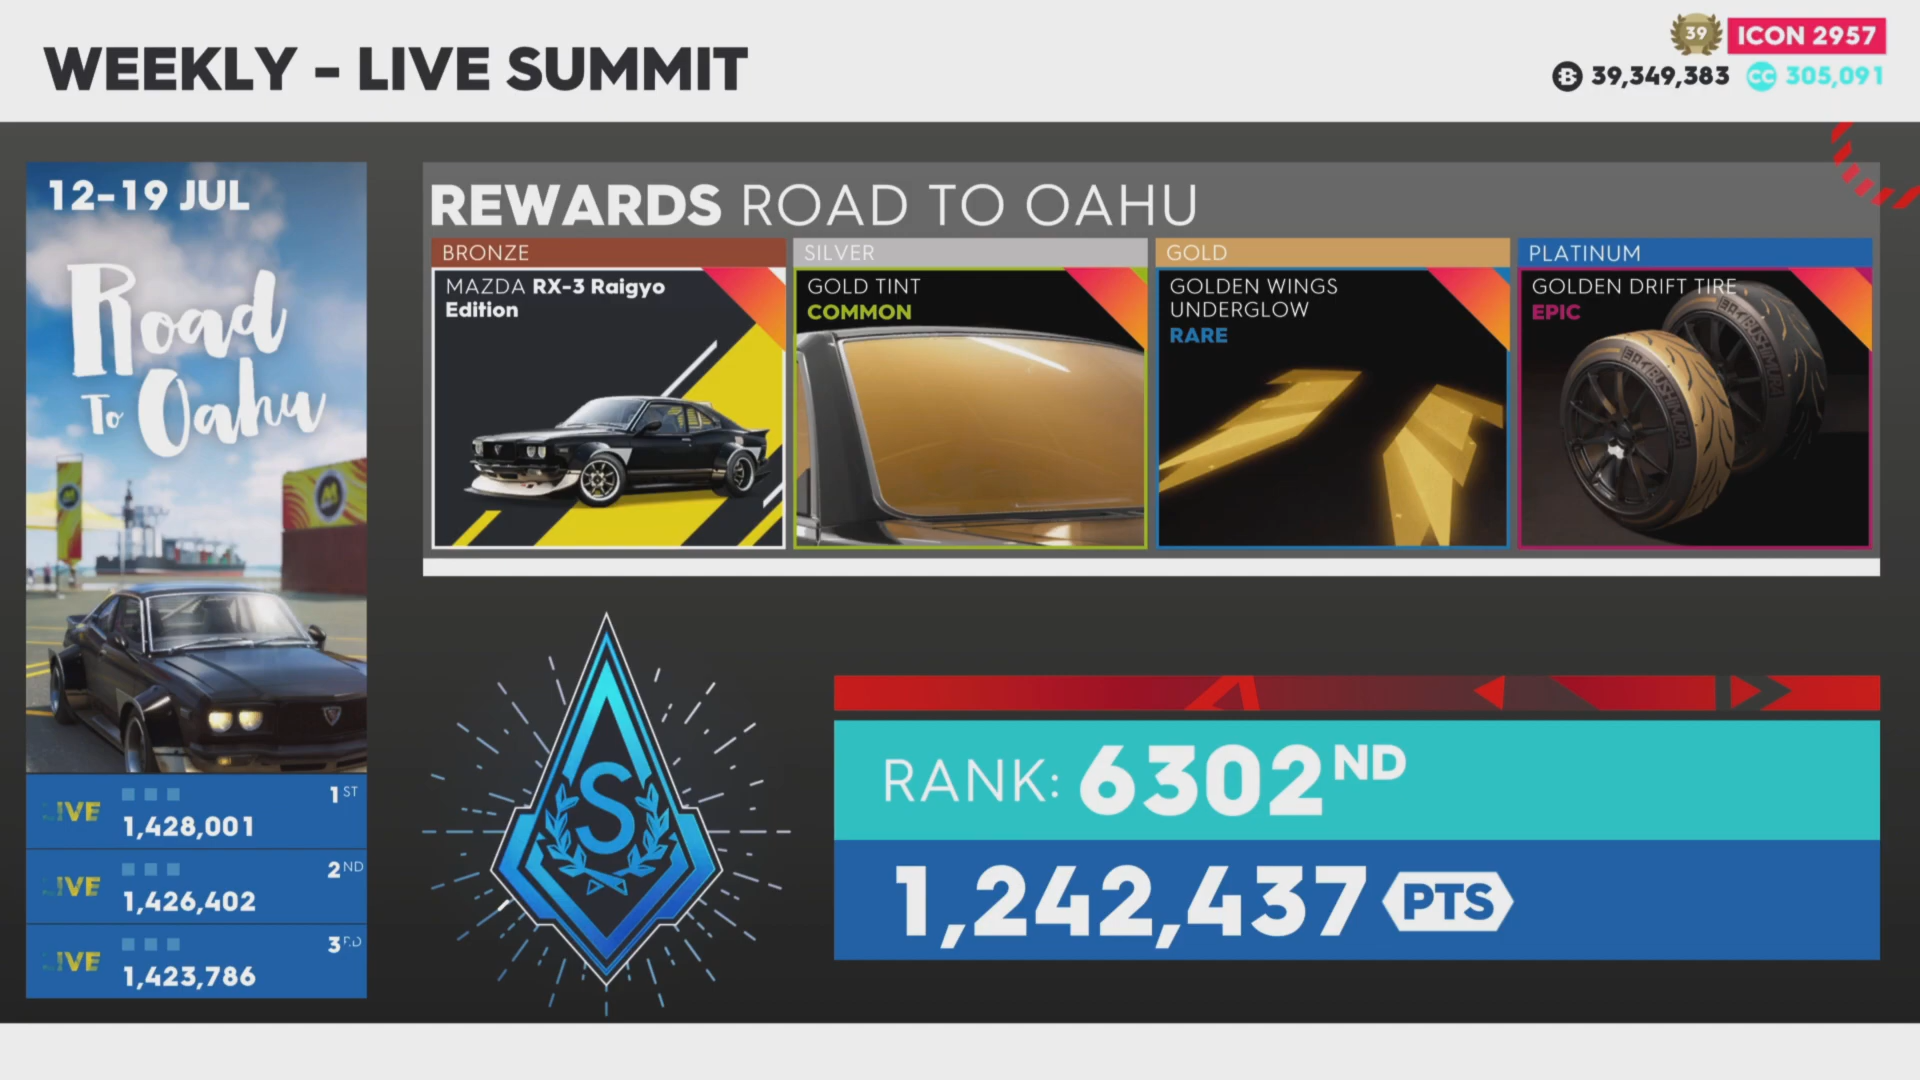 WEEKLY - LIVE SUMMIT
39 ICON 2957
39,349,383 CC 305,091
12-19 JUL
Road
To Oahu
REWARDS ROAD TO OAHU
BRONZE
MAZDA RX-3 Raigyo
Edition
SILVER
GOLD TINT
COMMON
GOLD
GOLDEN WINGS
UNDERGLOW
RARE
PLATINUM
GOLDEN DRIFT TIRE
EPIC
1ST
1,428,001
2ND
1,426,402
3RD
1,423,786
S
RANK: 6302ND
1,242,437 PTS